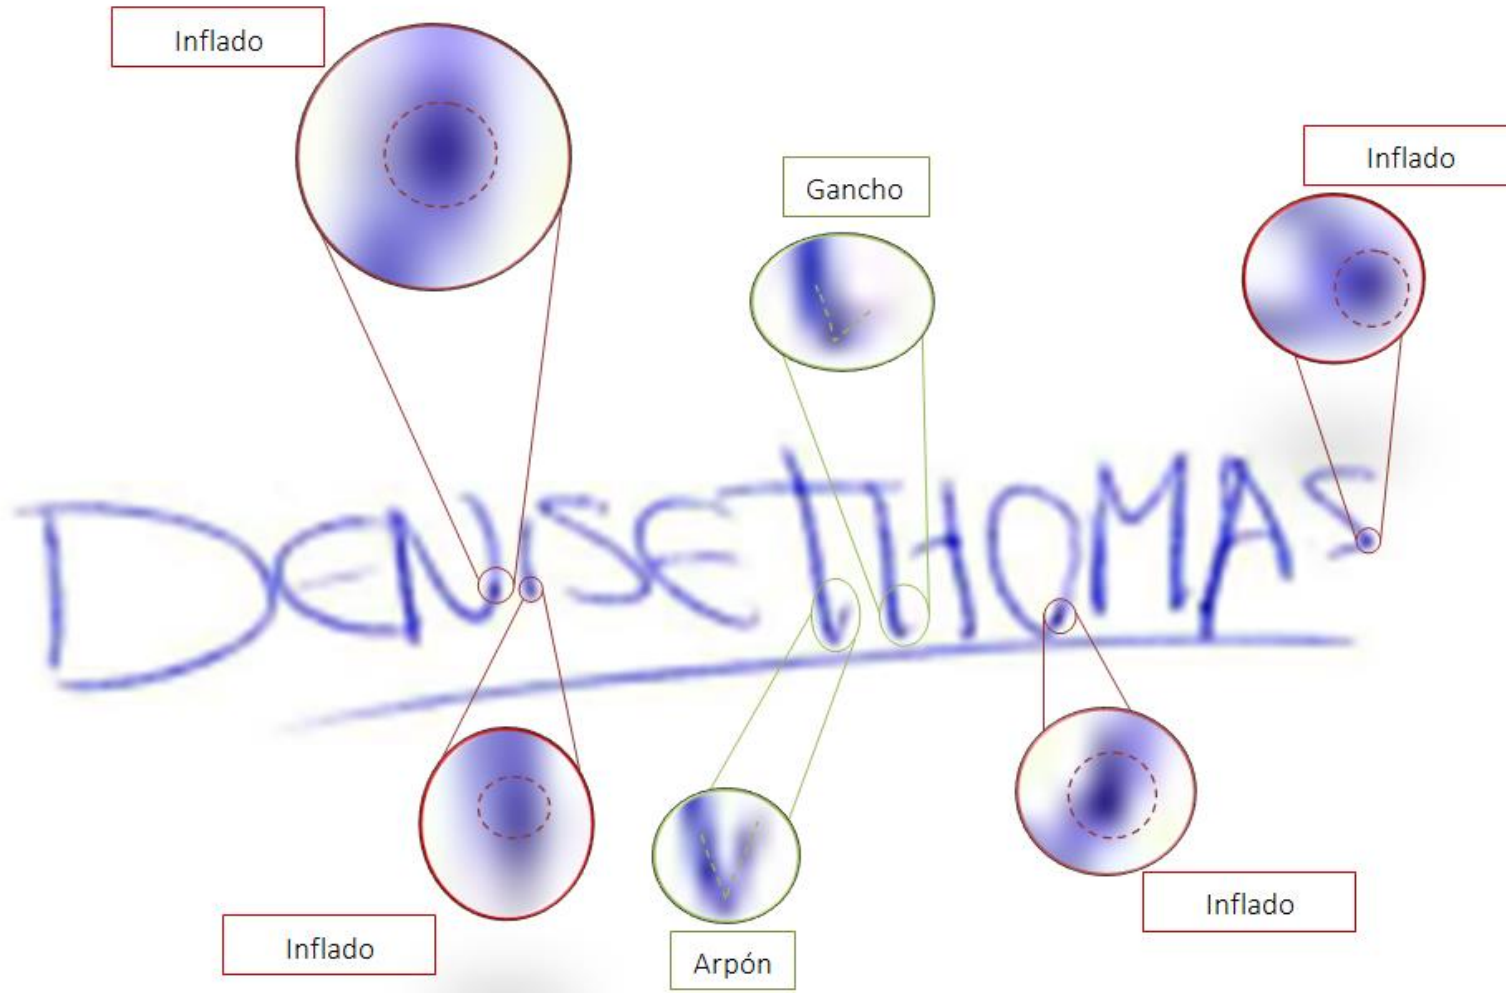 Inflado
Inflado
Gancho
DENISETHOMAS
Inflado
Inflado
Arpón